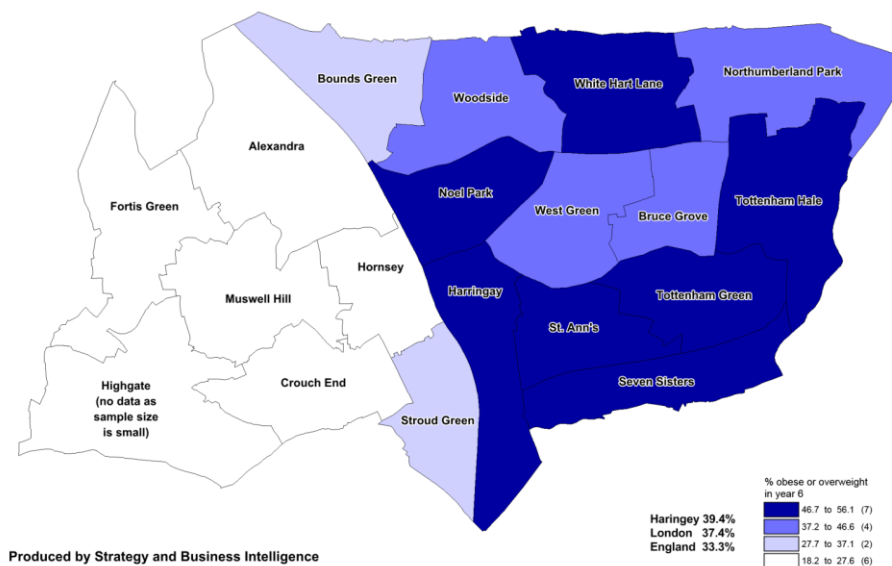 Bounds Green
Woodside
White Hart Lane
Northumberland Park
Alexandra
Fortis Green
Noel Park
West Green
Bruce Grove
Tottenham Hale
Hornsey
Muswell Hill
Harringay
Tottenham Green
St. Ann's
Highgate
(no data as
sample size
is small)
Crouch End
Seven Sisters
Stroud Green
% obese or overweight
in year 6
46.7 to 56.1 (7)
37.2 to 46.6 (4)
27.7 to 37.1 (2)
18.2 to 27.6 (6)
Haringey 39.4%
London 37.4%
England 33.3%
Produced by Strategy and Business Intelligence